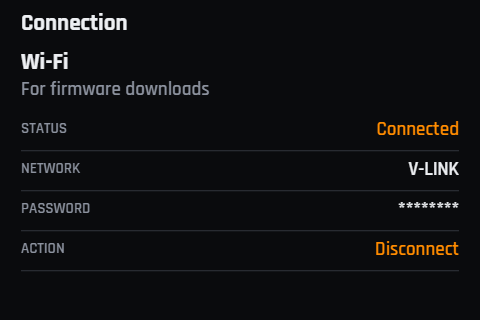 Connection
Wi-Fi
For firmware downloads
STATUS Connected
NETWORK V-LINK
PASSWORD ********
ACTION Disconnect